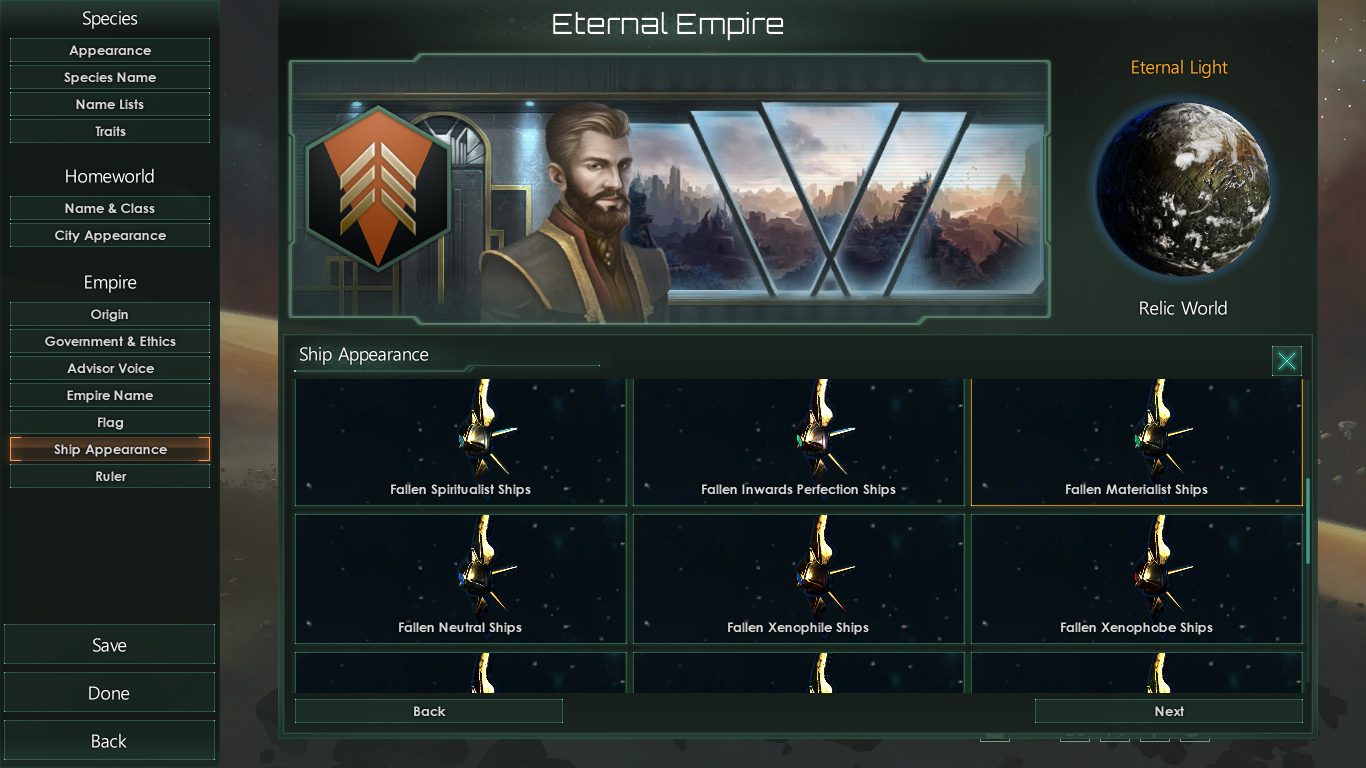 Species
Appearance
Species Name
Name Lists
Traits
Homeworld
Name & Class
City Appearance
Empire
Origin
Government & Ethics
Advisor Voice
Empire Name
Flag
Ship Appearance
Ruler
Save
Done
Back
Eternal Empire
Eternal Light
Relic World
Ship Appearance
Fallen Spiritualist Ships
Fallen Inwards Perfection Ships
Fallen Materialist Ships
Fallen Neutral Ships
Fallen Xenophile Ships
Fallen Xenophobe Ships
Back
Next